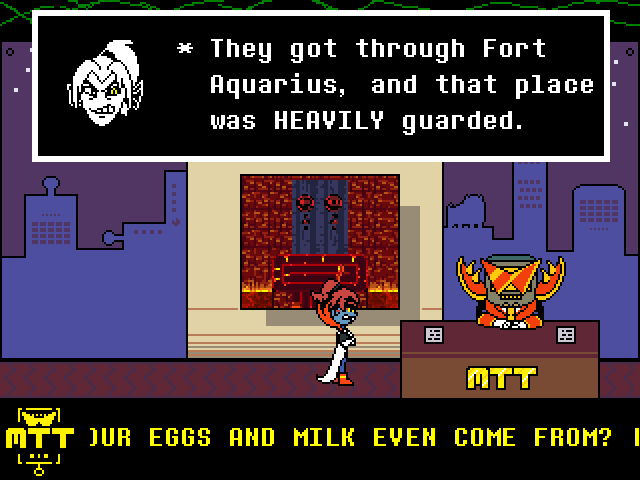 * They got through Fort
Aquarius, and that place
was HEAVILY guarded.
MTT
MTT
OUR EGGS AND MILK EVEN COME FROM?